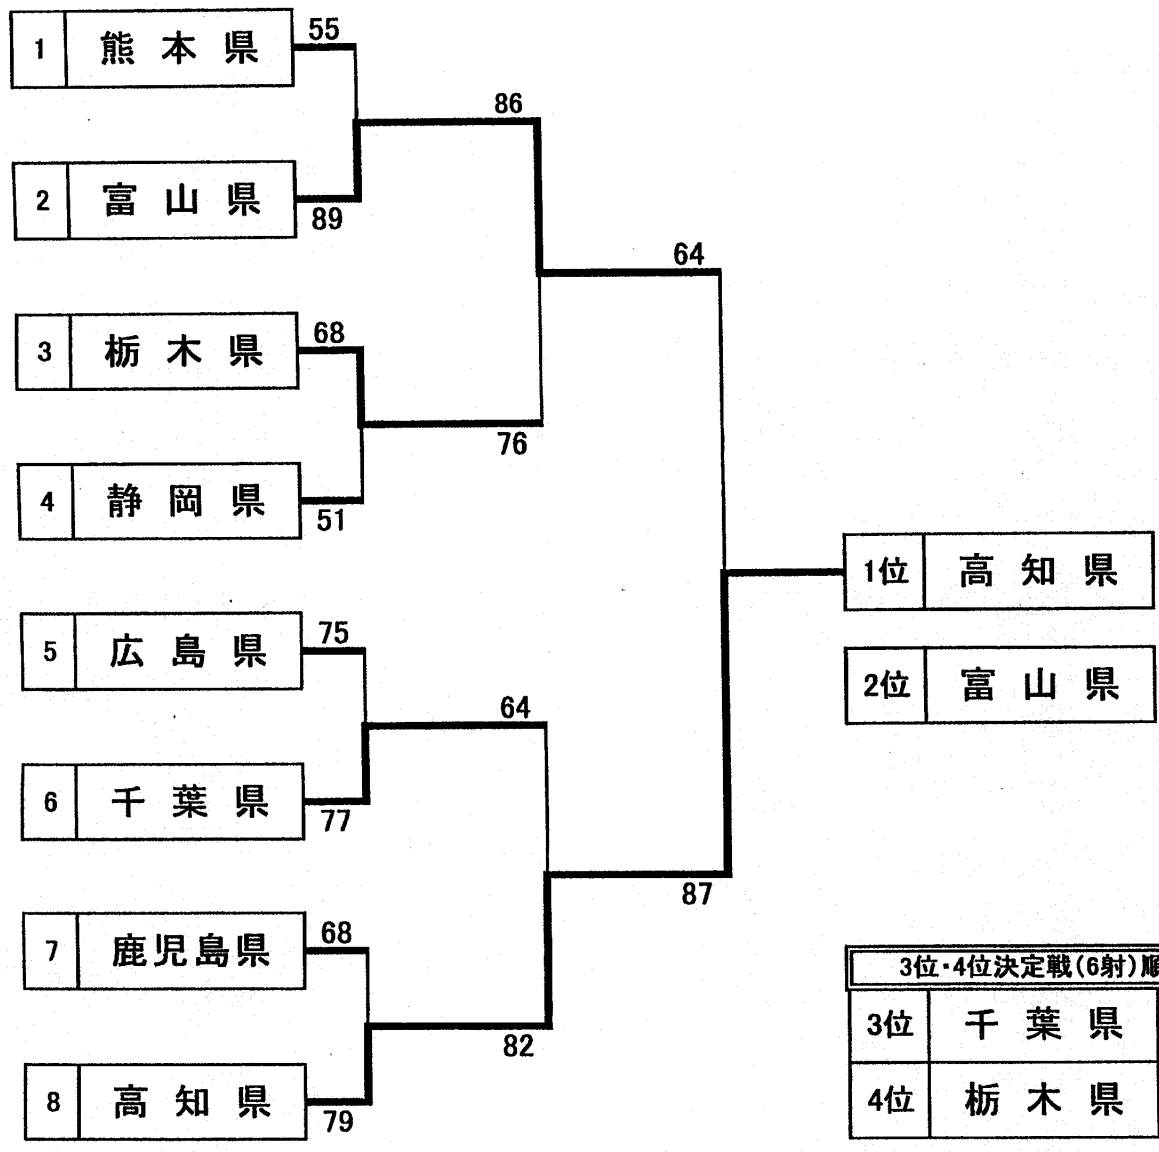 1 熊本県 55
86
2 富山県 89
64
3 栃木県 68
76
4 静岡県 51
1位 高知県
5 広島県 75
2位 富山県
64
6 千葉県 77
87
7 鹿児島県 68
3位・4位決定戦(6射)順
3位 千葉県
82
8 高知県 79
4位 栃木県